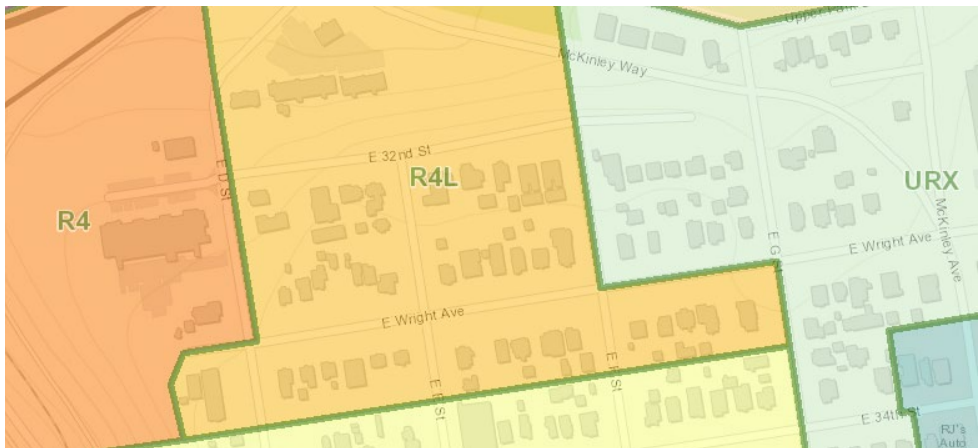 McKinley Way
E 32nd St
E D St
R4L
R4
URX
McKinley Ave
E G St
E Wright Ave
E Wright Ave
E E St
E F St
E 34th St
RJ's
Auto